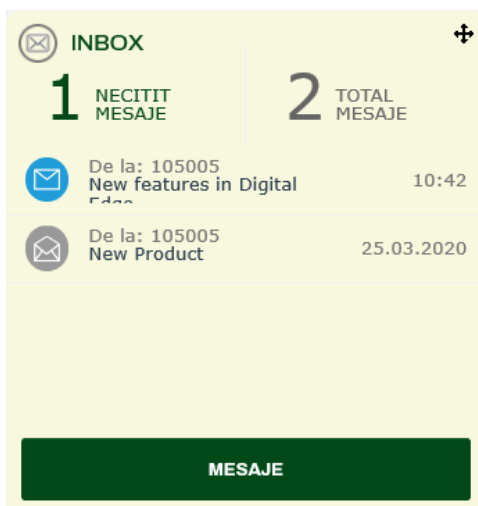 INBOX
1 NECITIT MESAJE
2 TOTAL MESAJE
De la: 105005
New features in Digital
Edge
10:42
De la: 105005
New Product
25.03.2020
MESAJE